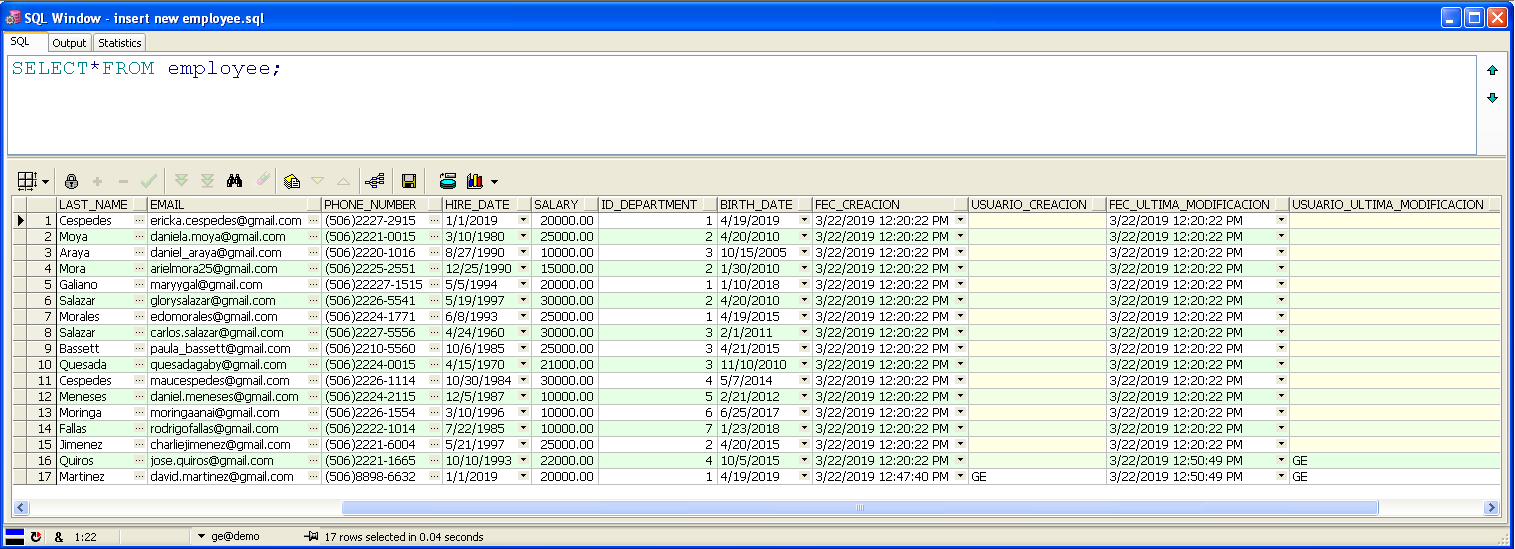 SQL Window - insert new employee.sql
SQL Output Statistics
SELECT*FROM employee;
LAST_NAME EMAIL PHONE_NUMBER HIRE_DATE SALARY ID_DEPARTMENT BIRTH_DATE FEC_CREACION USUARIO_CREACION FEC_ULTIMA_MODIFICACION USUARIO_ULTIMA_MODIFICACION
1 Cespedes ericka.cespedes@gmail.com (506)2227-2915 1/1/2019 20000.00 1 4/19/2019 3/22/2019 12:20:22 PM 3/22/2019 12:20:22 PM
2 Moya daniela.moya@gmail.com (506)2221-0015 3/10/1980 25000.00 2 4/20/2010 3/22/2019 12:20:22 PM 3/22/2019 12:20:22 PM
3 Araya daniel_araya@gmail.com (506)2220-1016 8/27/1990 10000.00 3 10/15/2005 3/22/2019 12:20:22 PM 3/22/2019 12:20:22 PM
4 Mora arielmora25@gmail.com (506)2225-2551 12/25/1990 15000.00 2 1/30/2010 3/22/2019 12:20:22 PM 3/22/2019 12:20:22 PM
5 Galiano maryygal@gmail.com (506)22227-1515 5/5/1994 20000.00 1 1/10/2018 3/22/2019 12:20:22 PM 3/22/2019 12:20:22 PM
6 Salazar glorysalazar@gmail.com (506)2226-5541 5/19/1997 30000.00 2 4/20/2010 3/22/2019 12:20:22 PM 3/22/2019 12:20:22 PM
7 Morales edomorales@gmail.com (506)2224-1771 6/8/1993 25000.00 1 4/19/2015 3/22/2019 12:20:22 PM 3/22/2019 12:20:22 PM
8 Salazar carlos.salazar@gmail.com (506)2227-5556 4/24/1960 30000.00 3 2/1/2011 3/22/2019 12:20:22 PM 3/22/2019 12:20:22 PM
9 Bassett paula_bassett@gmail.com (506)2210-5560 10/6/1985 25000.00 3 4/21/2015 3/22/2019 12:20:22 PM 3/22/2019 12:20:22 PM
10 Quesada quesadagaby@gmail.com (506)2224-0015 4/15/1970 21000.00 3 11/10/2010 3/22/2019 12:20:22 PM 3/22/2019 12:20:22 PM
11 Cespedes maucespedes@gmail.com (506)2226-1114 10/30/1984 30000.00 4 5/7/2014 3/22/2019 12:20:22 PM 3/22/2019 12:20:22 PM
12 Meneses daniel.meneses@gmail.com (506)2224-2115 12/5/1987 10000.00 5 2/21/2012 3/22/2019 12:20:22 PM 3/22/2019 12:20:22 PM
13 Moringa moringaanai@gmail.com (506)2226-1554 3/10/1996 10000.00 6 6/25/2017 3/22/2019 12:20:22 PM 3/22/2019 12:20:22 PM
14 Fallas rodrigofallas@gmail.com (506)2222-1014 7/22/1985 10000.00 7 1/23/2018 3/22/2019 12:20:22 PM 3/22/2019 12:20:22 PM
15 Jimenez charliejimenez@gmail.com (506)2221-6004 5/21/1997 25000.00 2 4/20/2015 3/22/2019 12:20:22 PM 3/22/2019 12:20:22 PM
16 Quiros jose.quiros@gmail.com (506)2221-1665 10/10/1993 22000.00 4 10/5/2015 3/22/2019 12:20:22 PM 3/22/2019 12:50:49 PM GE
17 Martinez david.martinez@gmail.com (506)8898-6632 1/1/2019 20000.00 1 4/19/2019 3/22/2019 12:47:40 PM GE 3/22/2019 12:50:49 PM GE
& 1:22 ge@demo 17 rows selected in 0.04 seconds